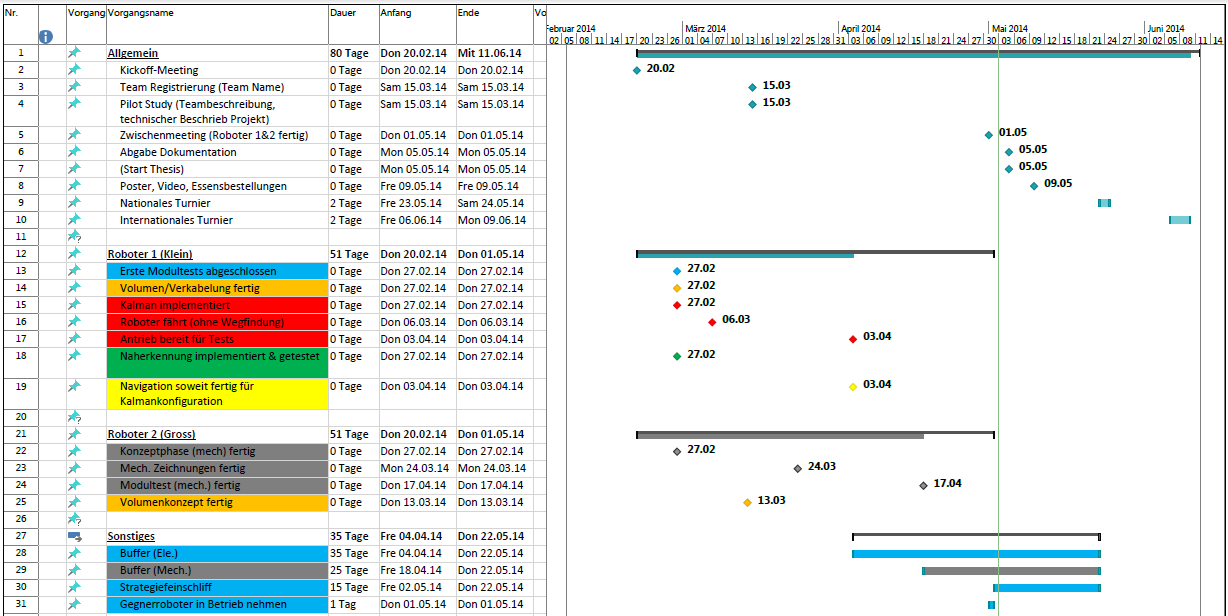 Nr. Vorgang Vorgangsname Dauer Anfang Ende Vo
Februar 2014 März 2014 April 2014 Mai 2014 Juni 2014
02 05 08 11 14 17 20 23 26 01 04 07 10 13 16 19 22 25 28 31 03 06 09 12 15 18 21 24 27 30 03 06 09 12 15 18 21 24 27 30 02 05 08 11 14
1 Allgemein 80 Tage Don 20.02.14 Mit 11.06.14
2 Kickoff-Meeting 0 Tage Don 20.02.14 Don 20.02.14 20.02
3 Team Registrierung (Team Name) 0 Tage Sam 15.03.14 Sam 15.03.14 15.03
4 Pilot Study (Teambeschreibung, 0 Tage Sam 15.03.14 Sam 15.03.14 15.03
technischer Beschrieb Projekt)
5 Zwischenmeeting (Roboter 1&2 fertig) 0 Tage Don 01.05.14 Don 01.05.14 01.05
6 Abgabe Dokumentation 0 Tage Mon 05.05.14 Mon 05.05.14 05.05
7 (Start Thesis) 0 Tage Mon 05.05.14 Mon 05.05.14 05.05
8 Poster, Video, Essensbestellungen 0 Tage Fre 09.05.14 Fre 09.05.14 09.05
9 Nationales Turnier 2 Tage Fre 23.05.14 Sam 24.05.14
10 Internationales Turnier 2 Tage Fre 06.06.14 Mon 09.06.14
11 ?
12 Roboter 1 (Klein) 51 Tage Don 20.02.14 Don 01.05.14
13 Erste Modultests abgeschlossen 0 Tage Don 27.02.14 Don 27.02.14 27.02
14 Volumen/Verkabelung fertig 0 Tage Don 27.02.14 Don 27.02.14 27.02
15 Kalman implementiert 0 Tage Don 27.02.14 Don 27.02.14 27.02
16 Roboter fährt (ohne Wegfindung) 0 Tage Don 06.03.14 Don 06.03.14 06.03
17 Antrieb bereit für Tests 0 Tage Don 03.04.14 Don 03.04.14 03.04
18 Naherkennung implementiert & getestet 0 Tage Don 27.02.14 Don 27.02.14 27.02
19 Navigation soweit fertig für 0 Tage Don 03.04.14 Don 03.04.14 03.04
Kalmankonfiguration
20 ?
21 Roboter 2 (Gross) 51 Tage Don 20.02.14 Don 01.05.14
22 Konzeptphase (mech) fertig 0 Tage Don 27.02.14 Don 27.02.14 27.02
23 Mech. Zeichnungen fertig 0 Tage Mon 24.03.14 Mon 24.03.14 24.03
24 Modultest (mech.) fertig 0 Tage Don 17.04.14 Don 17.04.14 17.04
25 Volumenkonzept fertig 0 Tage Don 13.03.14 Don 13.03.14 13.03
26 ?
27 Sonstiges 35 Tage Fre 04.04.14 Don 22.05.14
28 Buffer (Ele.) 35 Tage Fre 04.04.14 Don 22.05.14
29 Buffer (Mech.) 25 Tage Fre 18.04.14 Don 22.05.14
30 Strategiefeinschliff 15 Tage Fre 02.05.14 Don 22.05.14
31 Gegnerroboter in Betrieb nehmen 1 Tag Don 01.05.14 Don 01.05.14